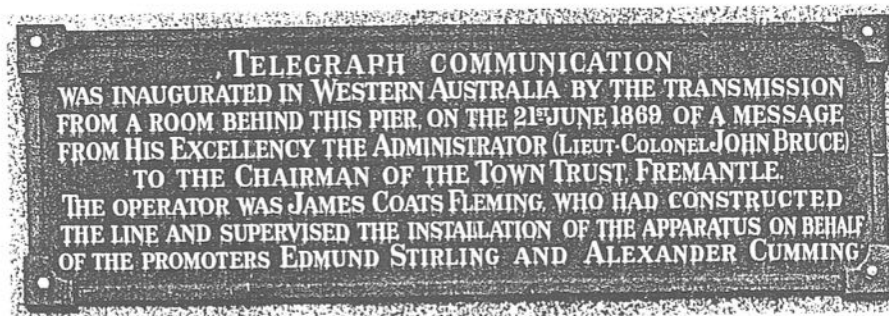 TELEGRAPH COMMUNICATION
WAS INAUGURATED IN WESTERN AUSTRALIA BY THE TRANSMISSION
FROM A ROOM BEHIND THIS PIER, ON THE 21ST JUNE 1869, OF A MESSAGE
FROM HIS EXCELLENCY THE ADMINISTRATOR (LIEUT-COLONEL JOHN BRUCE)
TO THE CHAIRMAN OF THE TOWN TRUST, FREMANTLE.
THE OPERATOR WAS JAMES COATS FLEMING, WHO HAD CONSTRUCTED
THE LINE AND SUPERVISED THE INSTALLATION OF THE APPARATUS ON BEHALF
OF THE PROMOTERS EDMUND STIRLING AND ALEXANDER CUMMING